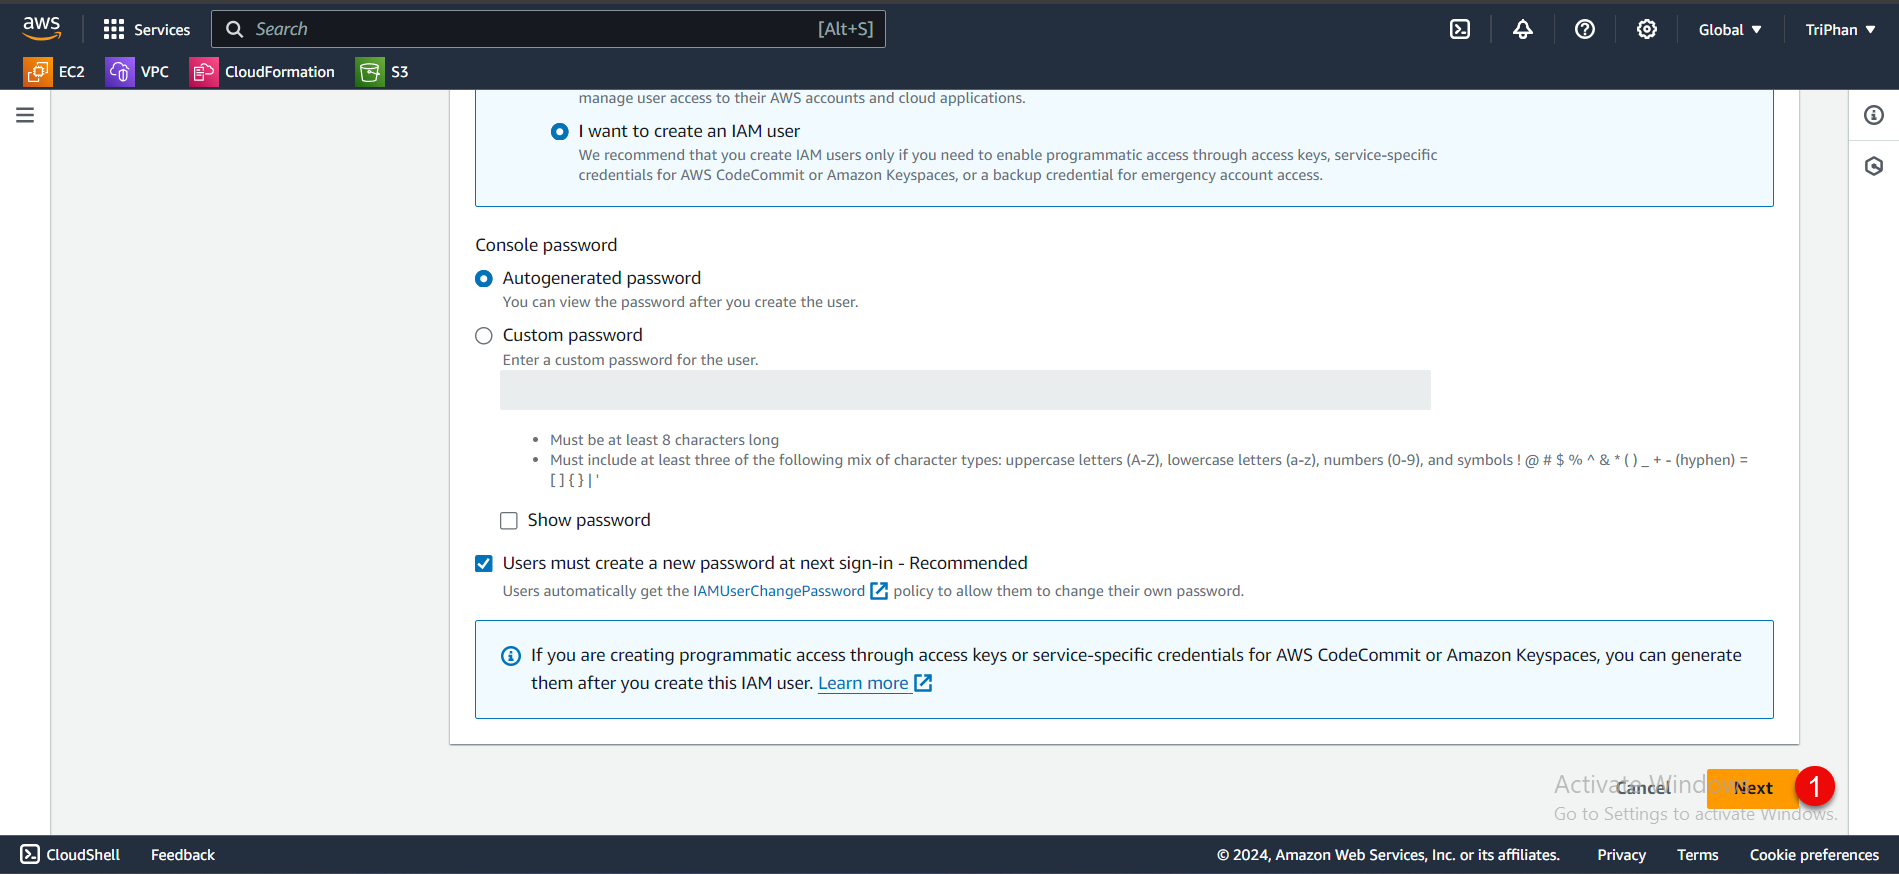 aws
Services
Search
[Alt+S]
Global
TriPhan
EC2
VPC
CloudFormation
S3
manage user access to their AWS accounts and cloud applications.
I want to create an IAM user
We recommend that you create IAM users only if you need to enable programmatic access through access keys, service-specific
credentials for AWS CodeCommit or Amazon Keyspaces, or a backup credential for emergency account access.
Console password
Autogenerated password
You can view the password after you create the user.
Custom password
Enter a custom password for the user.
• Must be at least 8 characters long
• Must include at least three of the following mix of character types: uppercase letters (A-Z), lowercase letters (a-z), numbers (0-9), and symbols ! @ # $ % ^ & * ( ) _ + - (hyphen) =
[ ] { } | '
Show password
Users must create a new password at next sign-in - Recommended
Users automatically get the IAMUserChangePassword policy to allow them to change their own password.
If you are creating programmatic access through access keys or service-specific credentials for AWS CodeCommit or Amazon Keyspaces, you can generate
them after you create this IAM user. Learn more
Activate Windows
Cancel
Next
1
Go to Settings to activate Windows.
CloudShell
Feedback
© 2024, Amazon Web Services, Inc. or its affiliates.
Privacy
Terms
Cookie preferences